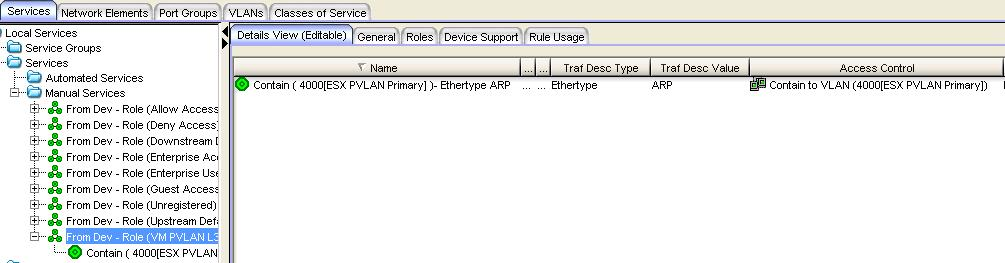 Services Network Elements Port Groups VLANs Classes of Service
Local Services
Service Groups
Services
Automated Services
Manual Services
From Dev - Role (Allow Access
From Dev - Role (Deny Access)
From Dev - Role (Downstream D
From Dev - Role (Enterprise Acc
From Dev - Role (Enterprise Use
From Dev - Role (Guest Access
From Dev - Role (Unregistered)
From Dev - Role (Upstream Defa
From Dev - Role (VM PVLAN L3
Contain ( 4000[ESX PVLAN
Details View (Editable) General Roles Device Support Rule Usage
Name ... ... Traf Desc Type Traf Desc Value Access Control
Contain ( 4000[ESX PVLAN Primary] )- Ethertype ARP ... ... Ethertype ARP Contain to VLAN (4000[ESX PVLAN Primary])